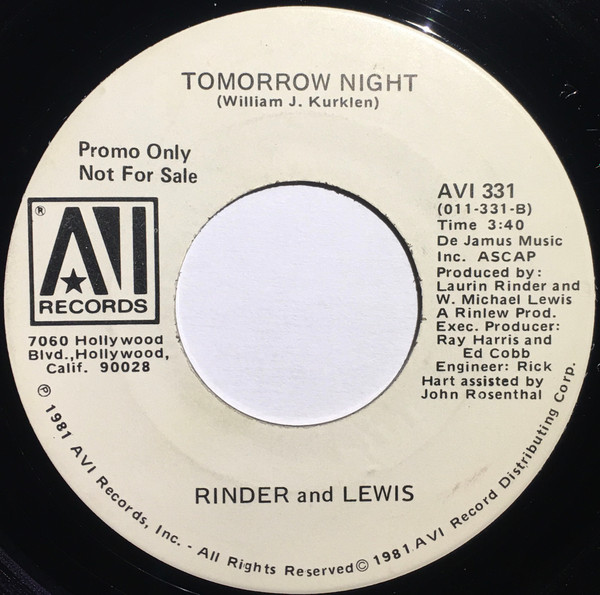 TOMORROW NIGHT
(William J. Kurklen)
Promo Only
Not For Sale
®
AVI
RECORDS
7060 Hollywood
Blvd.,Hollywood,
Calif. 90028
AVI 331
(011-331-B)
Time 3:40
De Jamus Music
Inc. ASCAP
Produced by:
Laurin Rinder and
W. Michael Lewis
A Rinlew Prod.
Exec. Producer:
Ray Harris and
Ed Cobb
Engineer: Rick
Hart assisted by
John Rosenthal
RINDER and LEWIS
℗ 1981 AVI Records, Inc. - All Rights Reserved © 1981 AVI Record Distributing Corp.